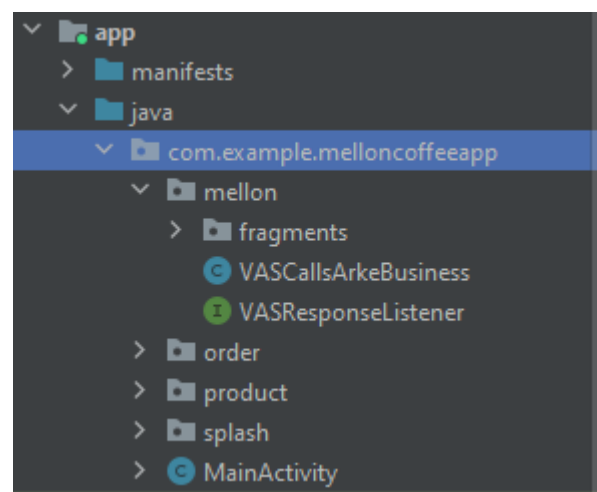 app
manifests
java
com.example.melloncoffeeapp
mellon
fragments
C VASCallsArkeBusiness
I VASResponseListener
order
product
splash
C MainActivity